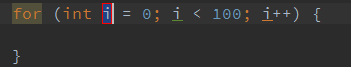 for (int i = 0; i < 100; i++) {
}